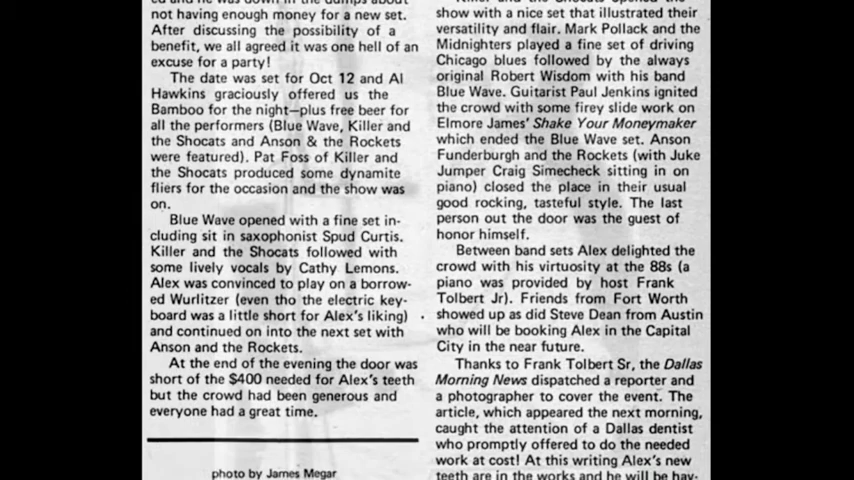 ed and he was down in the dumps about
not having enough money for a new set.
After discussing the possibility of a
benefit, we all agreed it was one hell of an
excuse for a party!
The date was set for Oct 12 and Al
Hawkins graciously offered us the
Bamboo for the night—plus free beer for
all the performers (Blue Wave, Killer and
the Shocats and Anson & the Rockets
were featured). Pat Foss of Killer and
the Shocats produced some dynamite
fliers for the occasion and the show was
on.
Blue Wave opened with a fine set in-
cluding sit in saxophonist Spud Curtis.
Killer and the Shocats followed with
some lively vocals by Cathy Lemons.
Alex was convinced to play on a borrow-
ed Wurlitzer (even tho the electric key-
board was a little short for Alex's liking)
and continued on into the next set with
Anson and the Rockets.
At the end of the evening the door was
short of the $400 needed for Alex's teeth
but the crowd had been generous and
everyone had a great time.
photo by James Megar
Killer and the Shocats opened the
show with a nice set that illustrated their
versatility and flair. Mark Pollack and the
Midnighters played a fine set of driving
Chicago blues followed by the always
original Robert Wisdom with his band
Blue Wave. Guitarist Paul Jenkins ignited
the crowd with some firey slide work on
Elmore James' Shake Your Moneymaker
which ended the Blue Wave set. Anson
Funderburgh and the Rockets (with Juke
Jumper Craig Simecheck sitting in on
piano) closed the place in their usual
good rocking, tasteful style. The last
person out the door was the guest of
honor himself.
Between band sets Alex delighted the
crowd with his virtuosity at the 88s (a
piano was provided by host Frank
Tolbert Jr). Friends from Fort Worth
showed up as did Steve Dean from Austin
who will be booking Alex in the Capital
City in the near future.
Thanks to Frank Tolbert Sr, the Dallas
Morning News dispatched a reporter and
a photographer to cover the event. The
article, which appeared the next morning,
caught the attention of a Dallas dentist
who promptly offered to do the needed
work at cost! At this writing Alex's new
teeth are in the works and he will be hav-